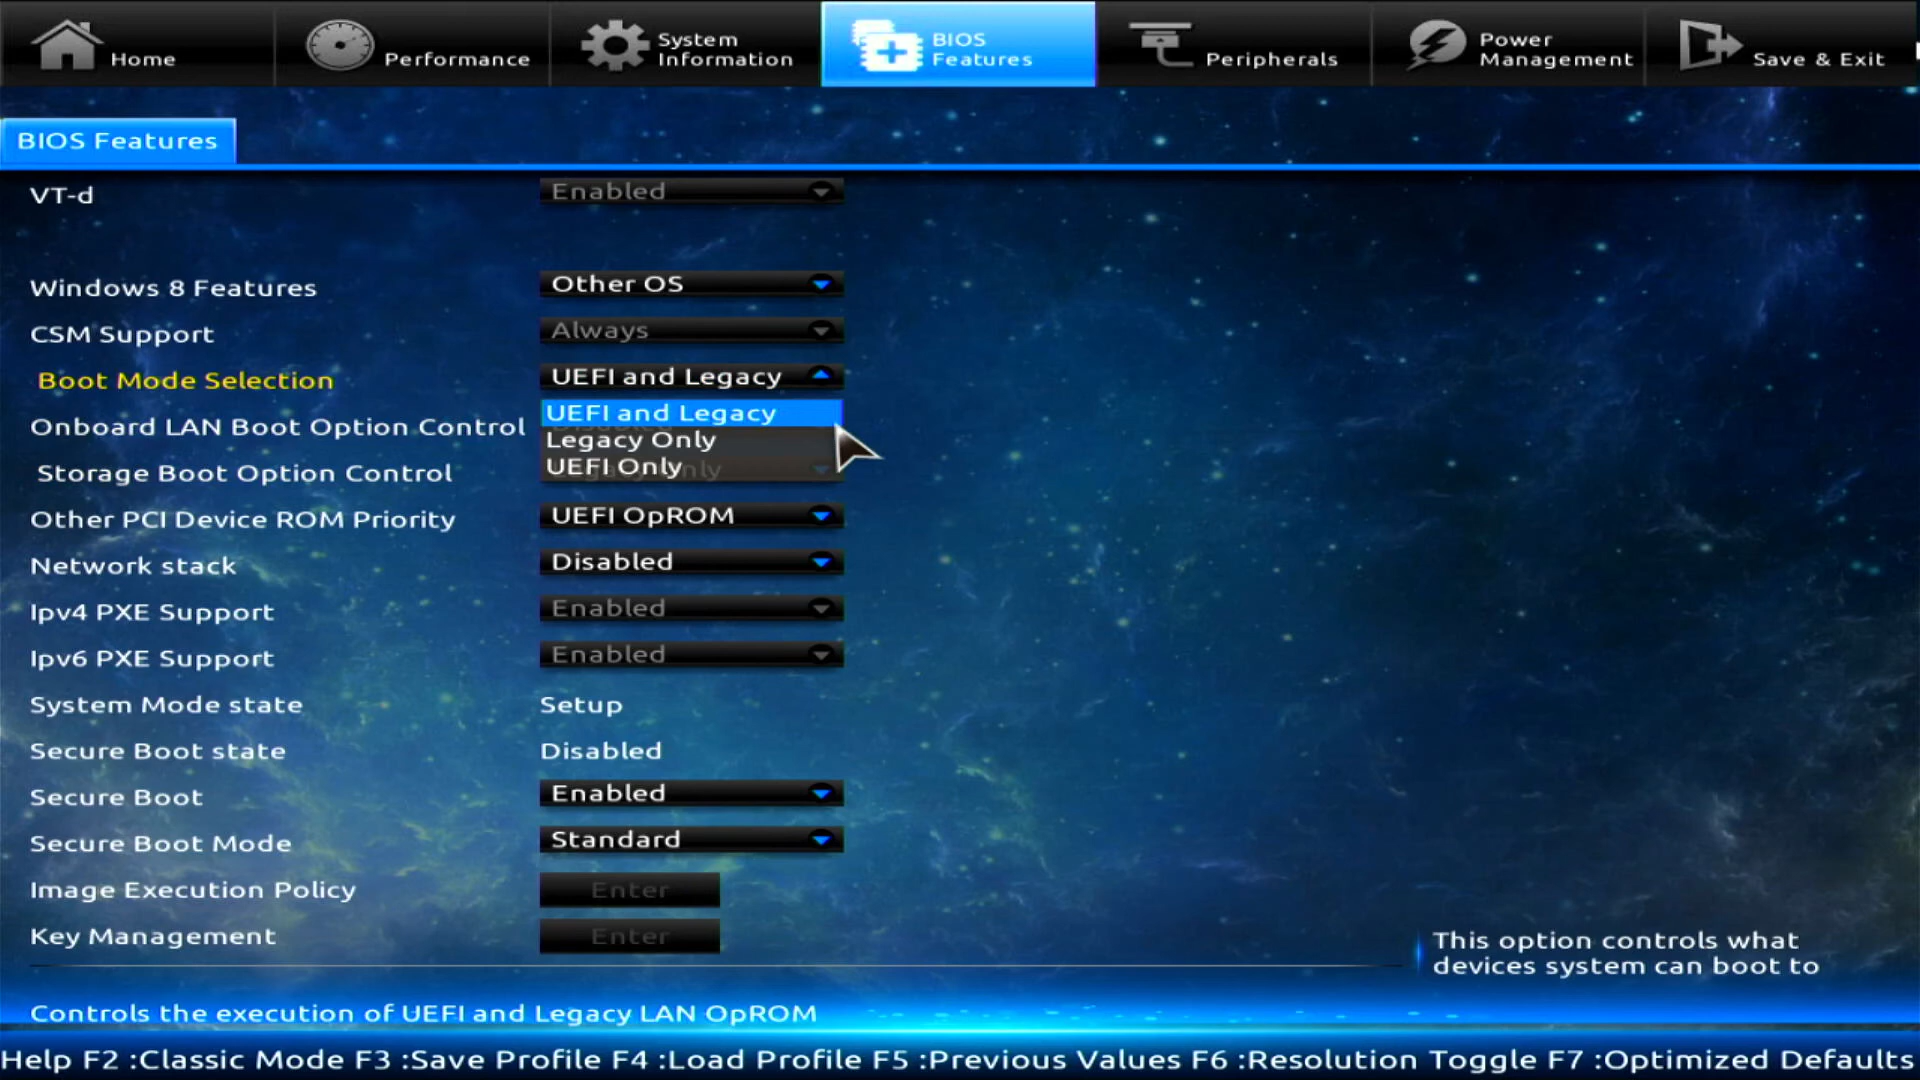 Home
Performance
System
Information
BIOS
Features
Peripherals
Power
Management
Save & Exit
BIOS Features
VT-d
Enabled
Windows 8 Features
Other OS
CSM Support
Always
Boot Mode Selection
UEFI and Legacy
UEFI and Legacy
Onboard LAN Boot Option Control
Disabled
Legacy Only
UEFI Only
Storage Boot Option Control
Legacy Only
Other PCI Device ROM Priority
UEFI OpROM
Network stack
Disabled
Ipv4 PXE Support
Enabled
Ipv6 PXE Support
Enabled
System Mode state
Setup
Secure Boot state
Disabled
Secure Boot
Enabled
Secure Boot Mode
Standard
Image Execution Policy
Enter
Key Management
Enter
This option controls what
devices system can boot to
Controls the execution of UEFI and Legacy LAN OpROM
Help F2 :Classic Mode F3 :Save Profile F4 :Load Profile F5 :Previous Values F6 :Resolution Toggle F7 :Optimized Defaults